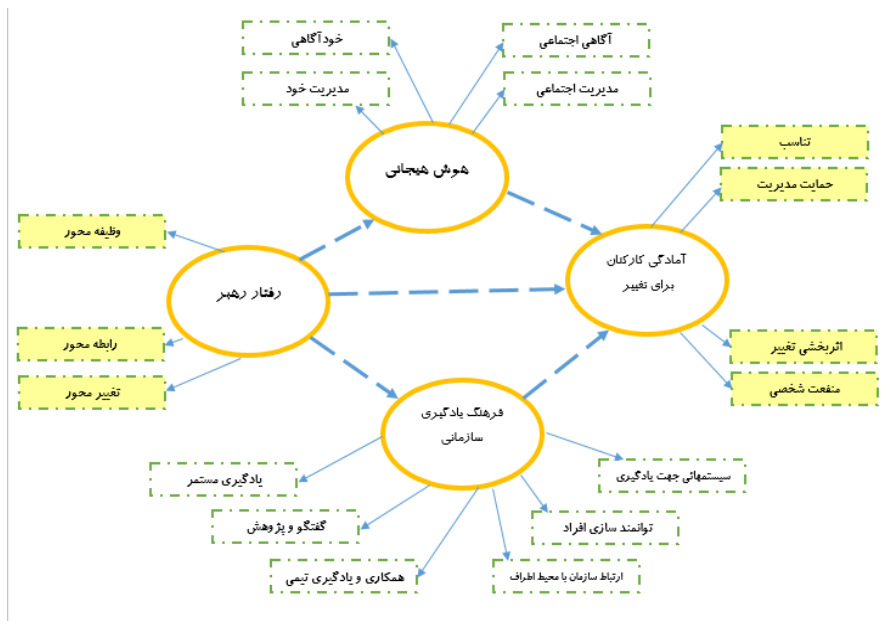 خودآگاهی
آگاهی اجتماعی
مدیریت خود
مدیریت اجتماعی
هوش هیجانی
تناسب
حمایت مدیریت
وظیفه محور
آمادگی کارکنان
برای تغییر
رفتار رهبر
رابطه محور
اثربخشی تغییر
تغییر محور
منفعت شخصی
فرهنگ یادگیری
سازمانی
سیستمهائی جهت یادگیری
یادگیری مستمر
گفتگو و پژوهش
توانمند سازی افراد
همکاری و یادگیری تیمی
ارتباط سازمان با محیط اطراف